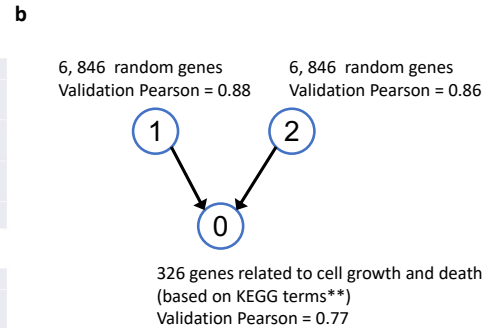 b
6, 846 random genes
Validation Pearson = 0.88
6, 846 random genes
Validation Pearson = 0.86
1
2
0
326 genes related to cell growth and death
(based on KEGG terms**)
Validation Pearson = 0.77